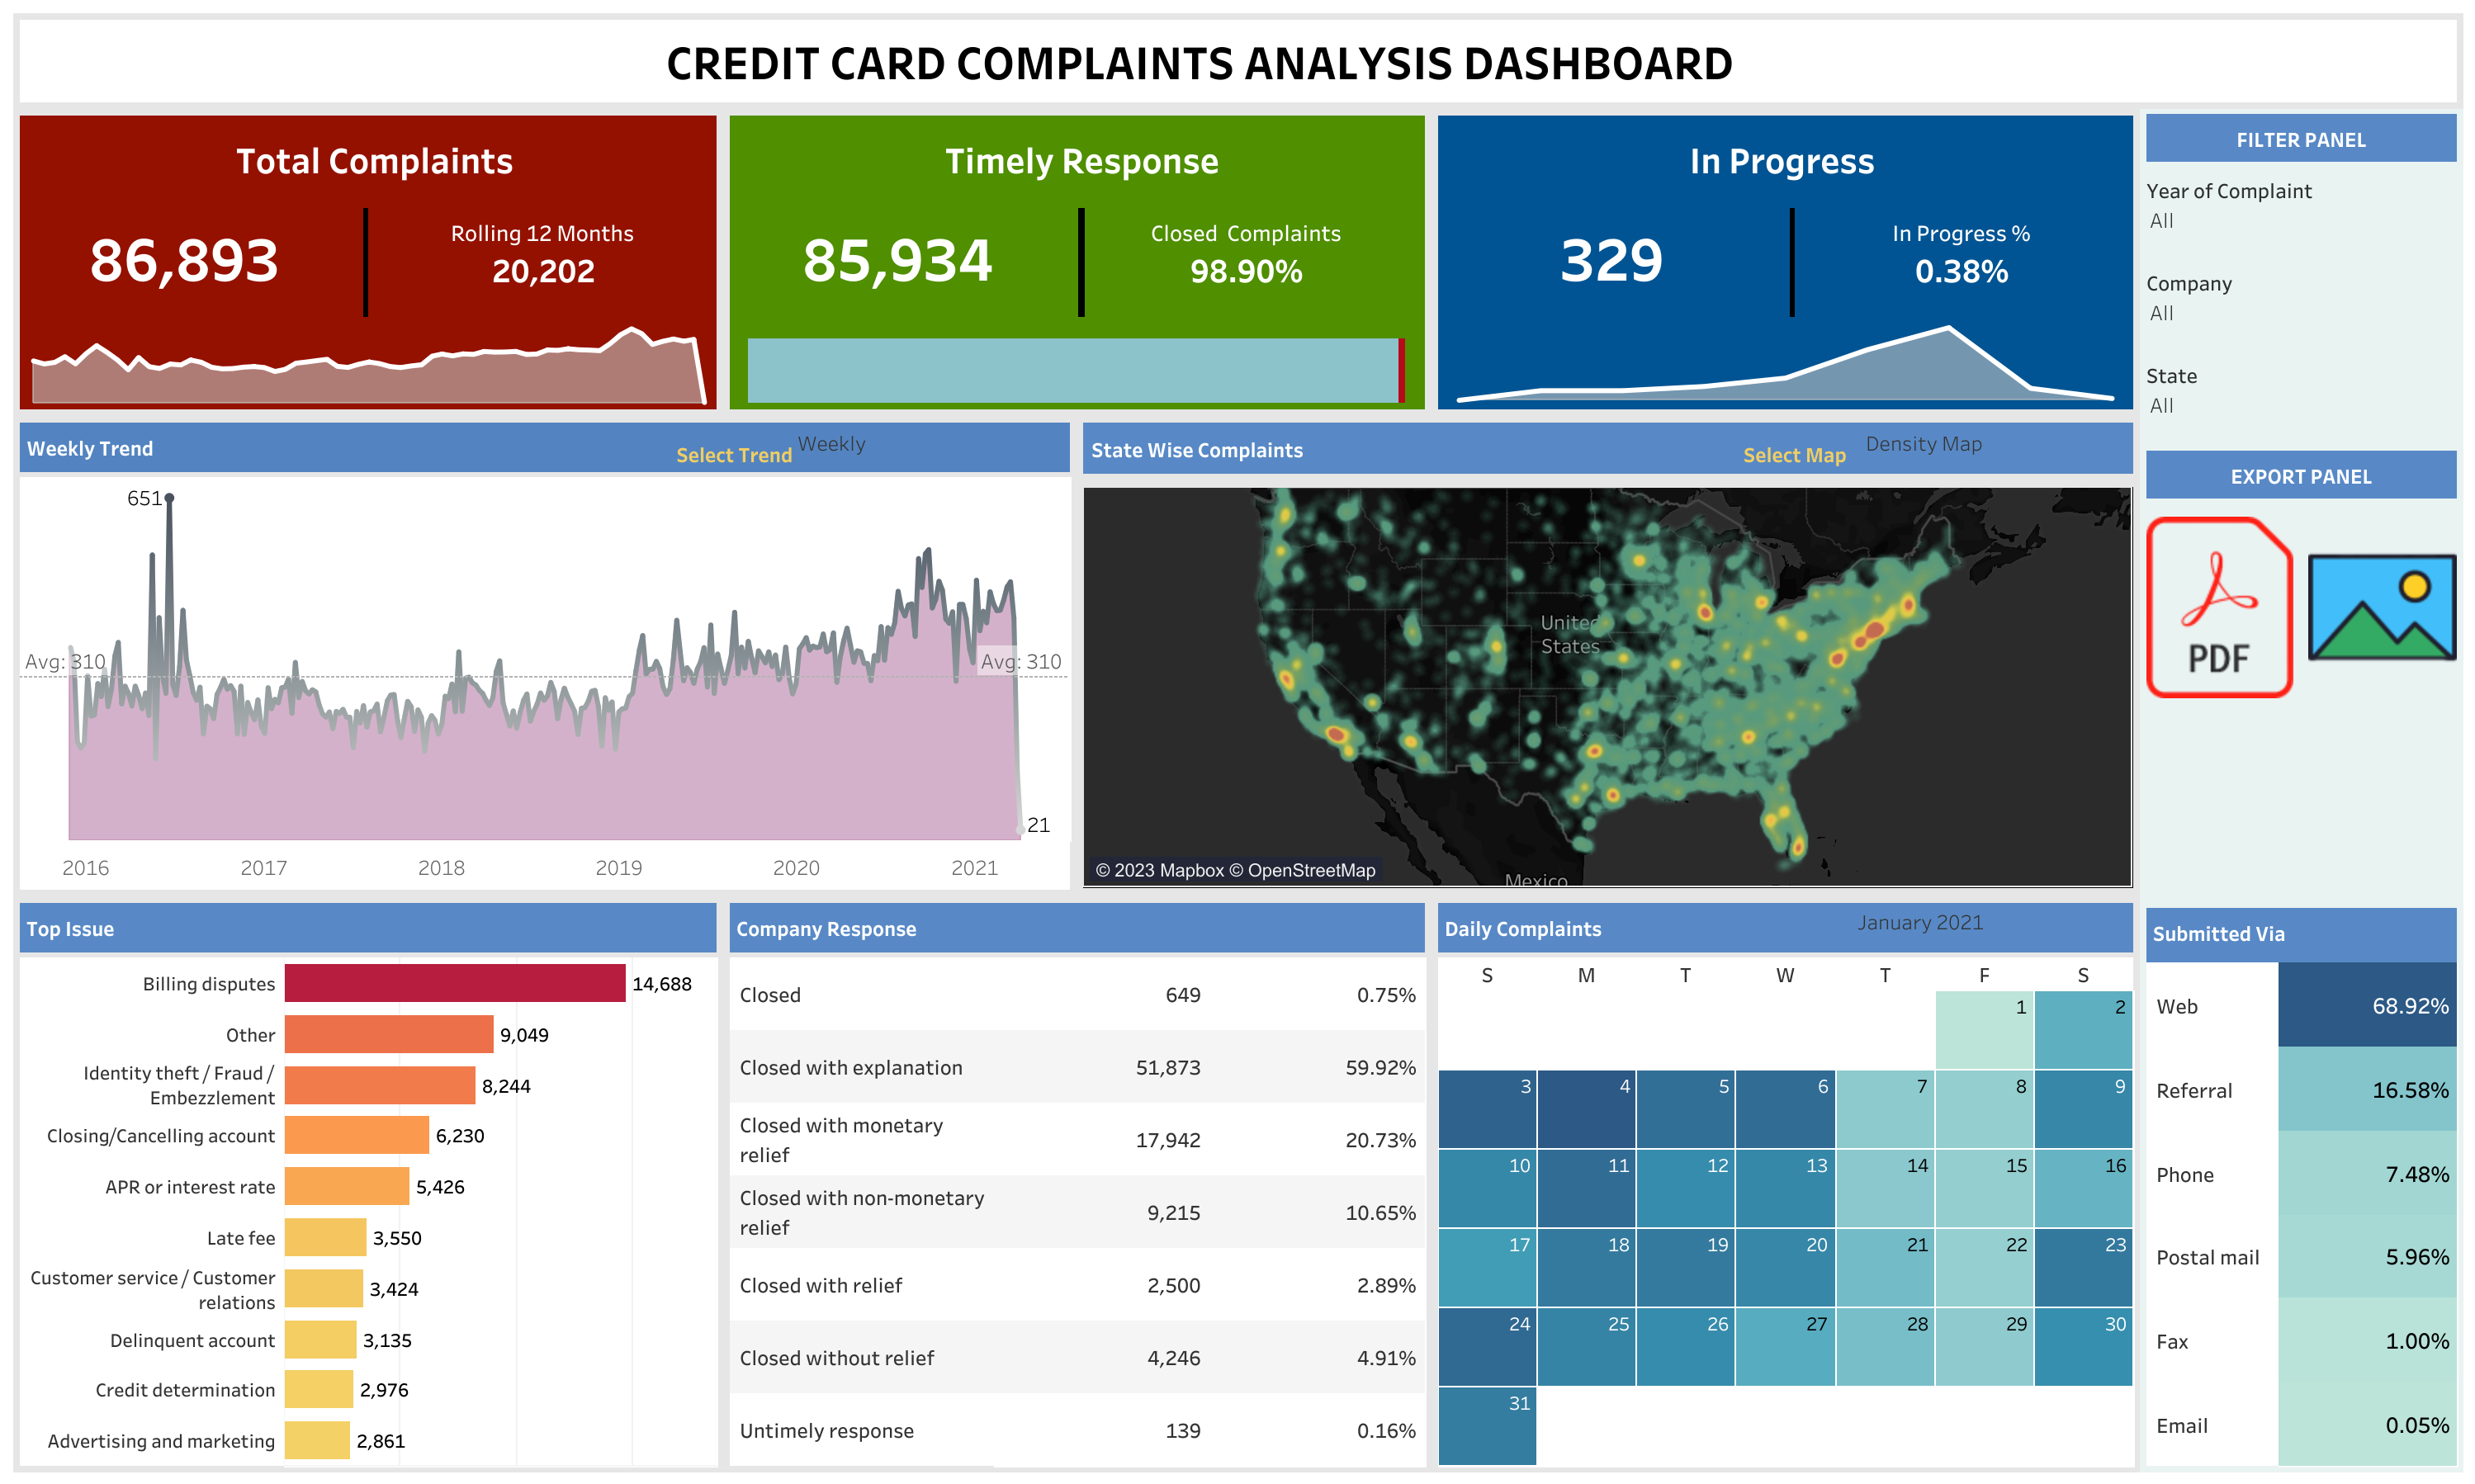 CREDIT CARD COMPLAINTS ANALYSIS DASHBOARD
Total Complaints
86,893
Rolling 12 Months
20,202
Timely Response
85,934
Closed Complaints
98.90%
In Progress
329
In Progress %
0.38%
FILTER PANEL
Year of Complaint
All
Company
All
State
All
EXPORT PANEL
PDF
Weekly Trend
Select Trend
Weekly
651
Avg: 310
Avg: 310
21
2016 2017 2018 2019 2020 2021
State Wise Complaints
Select Map
Density Map
United
States
Mexico
© 2023 Mapbox © OpenStreetMap
Top Issue
Billing disputes 14,688
Other 9,049
Identity theft / Fraud /
Embezzlement 8,244
Closing/Cancelling account 6,230
APR or interest rate 5,426
Late fee 3,550
Customer service / Customer
relations 3,424
Delinquent account 3,135
Credit determination 2,976
Advertising and marketing 2,861
Company Response
Closed 649 0.75%
Closed with explanation 51,873 59.92%
Closed with monetary
relief 17,942 20.73%
Closed with non-monetary
relief 9,215 10.65%
Closed with relief 2,500 2.89%
Closed without relief 4,246 4.91%
Untimely response 139 0.16%
Daily Complaints
January 2021
S M T W T F S
1 2
3 4 5 6 7 8 9
10 11 12 13 14 15 16
17 18 19 20 21 22 23
24 25 26 27 28 29 30
31
Submitted Via
Web 68.92%
Referral 16.58%
Phone 7.48%
Postal mail 5.96%
Fax 1.00%
Email 0.05%